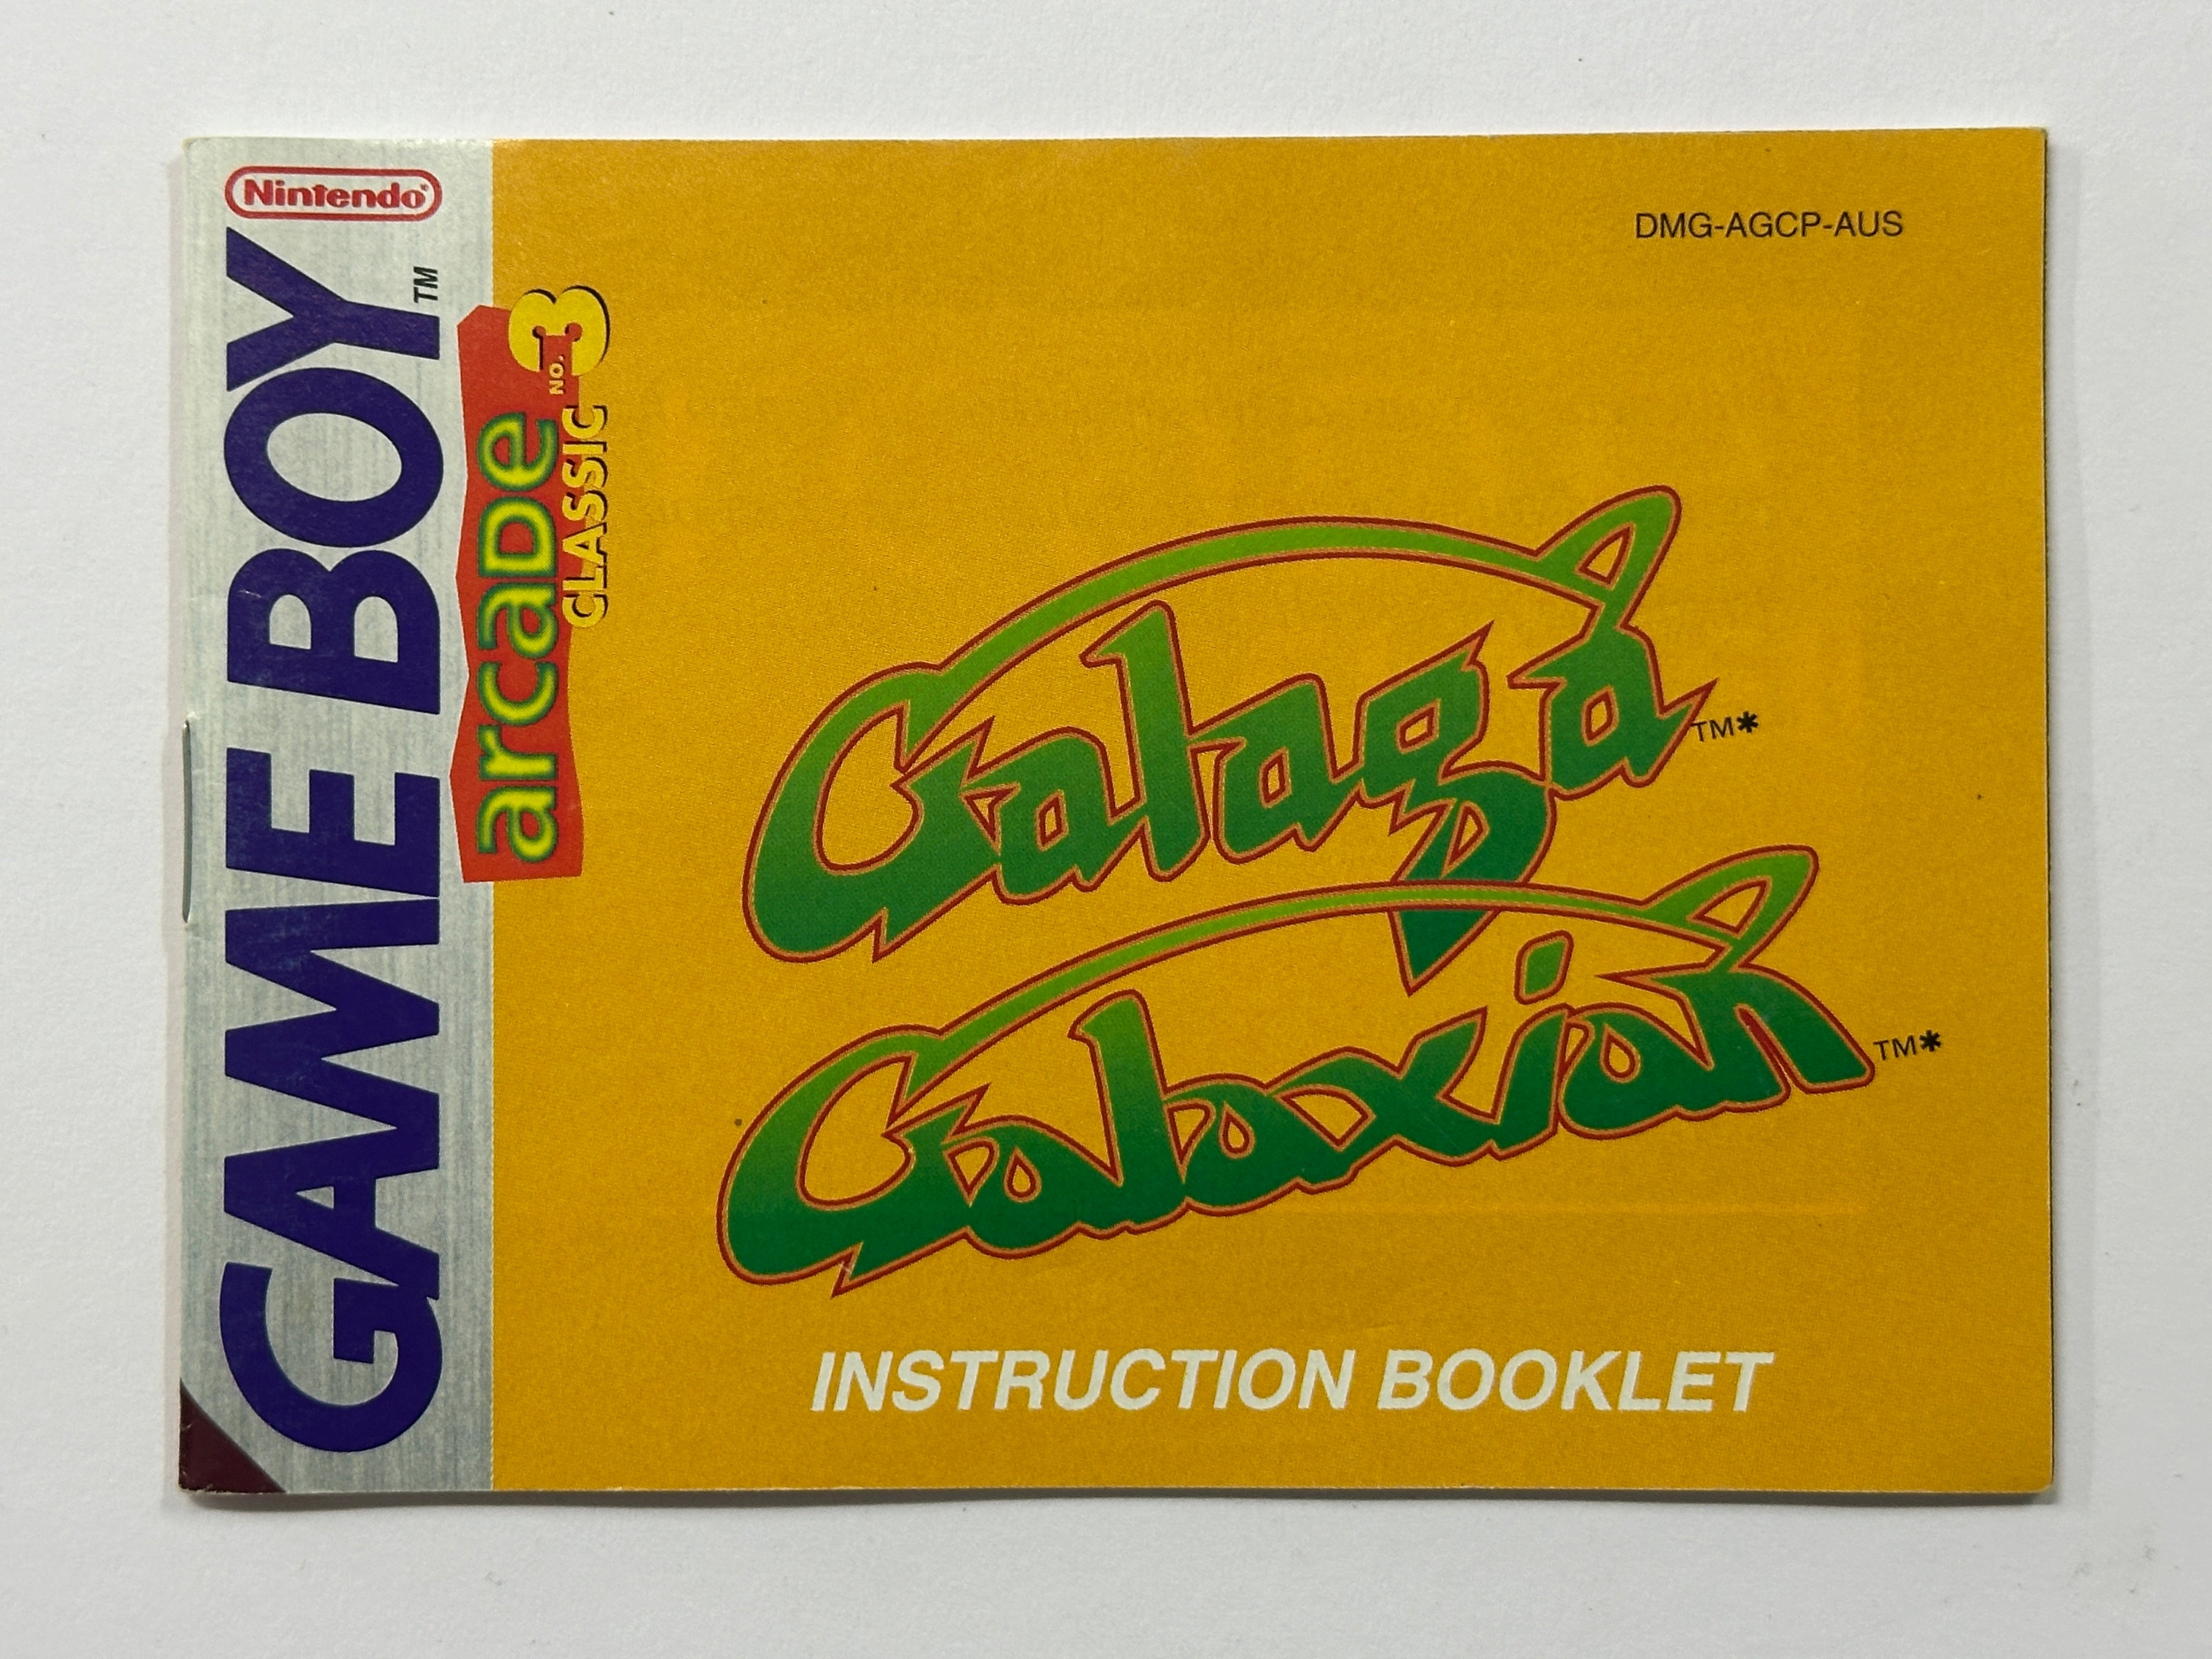 Nintendo®
GAME BOY™
arcade
CLASSIC NO. 3
DMG-AGCP-AUS
Galaga™*
Galaxian™*
INSTRUCTION BOOKLET